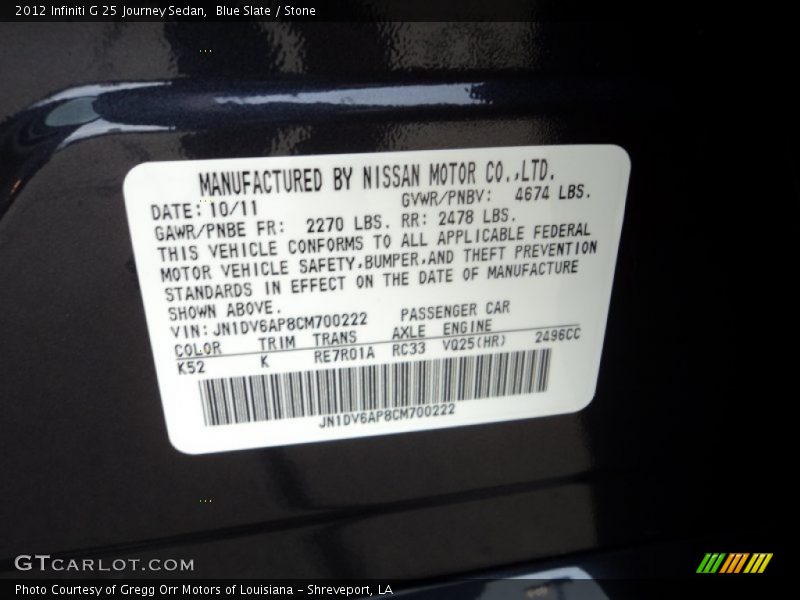 2012 Infiniti G 25 Journey Sedan,  Blue Slate / Stone
MANUFACTURED BY NISSAN MOTOR CO.,LTD.
DATE: 10/11 GVWR/PNBV: 4674 LBS.
GAWR/PNBE FR: 2270 LBS. RR: 2478 LBS.
THIS VEHICLE CONFORMS TO ALL APPLICABLE FEDERAL
MOTOR VEHICLE SAFETY,BUMPER,AND THEFT PREVENTION
STANDARDS IN EFFECT ON THE DATE OF MANUFACTURE
SHOWN ABOVE.
VIN: JN1DV6AP8CM700222 PASSENGER CAR
COLOR TRIM TRANS AXLE ENGINE
K52 K RE7R01A RC33 VQ25(HR) 2496CC
JN1DV6AP8CM700222
GTCARLOT.COM
Photo Courtesy of Gregg Orr Motors of Louisiana - Shreveport, LA